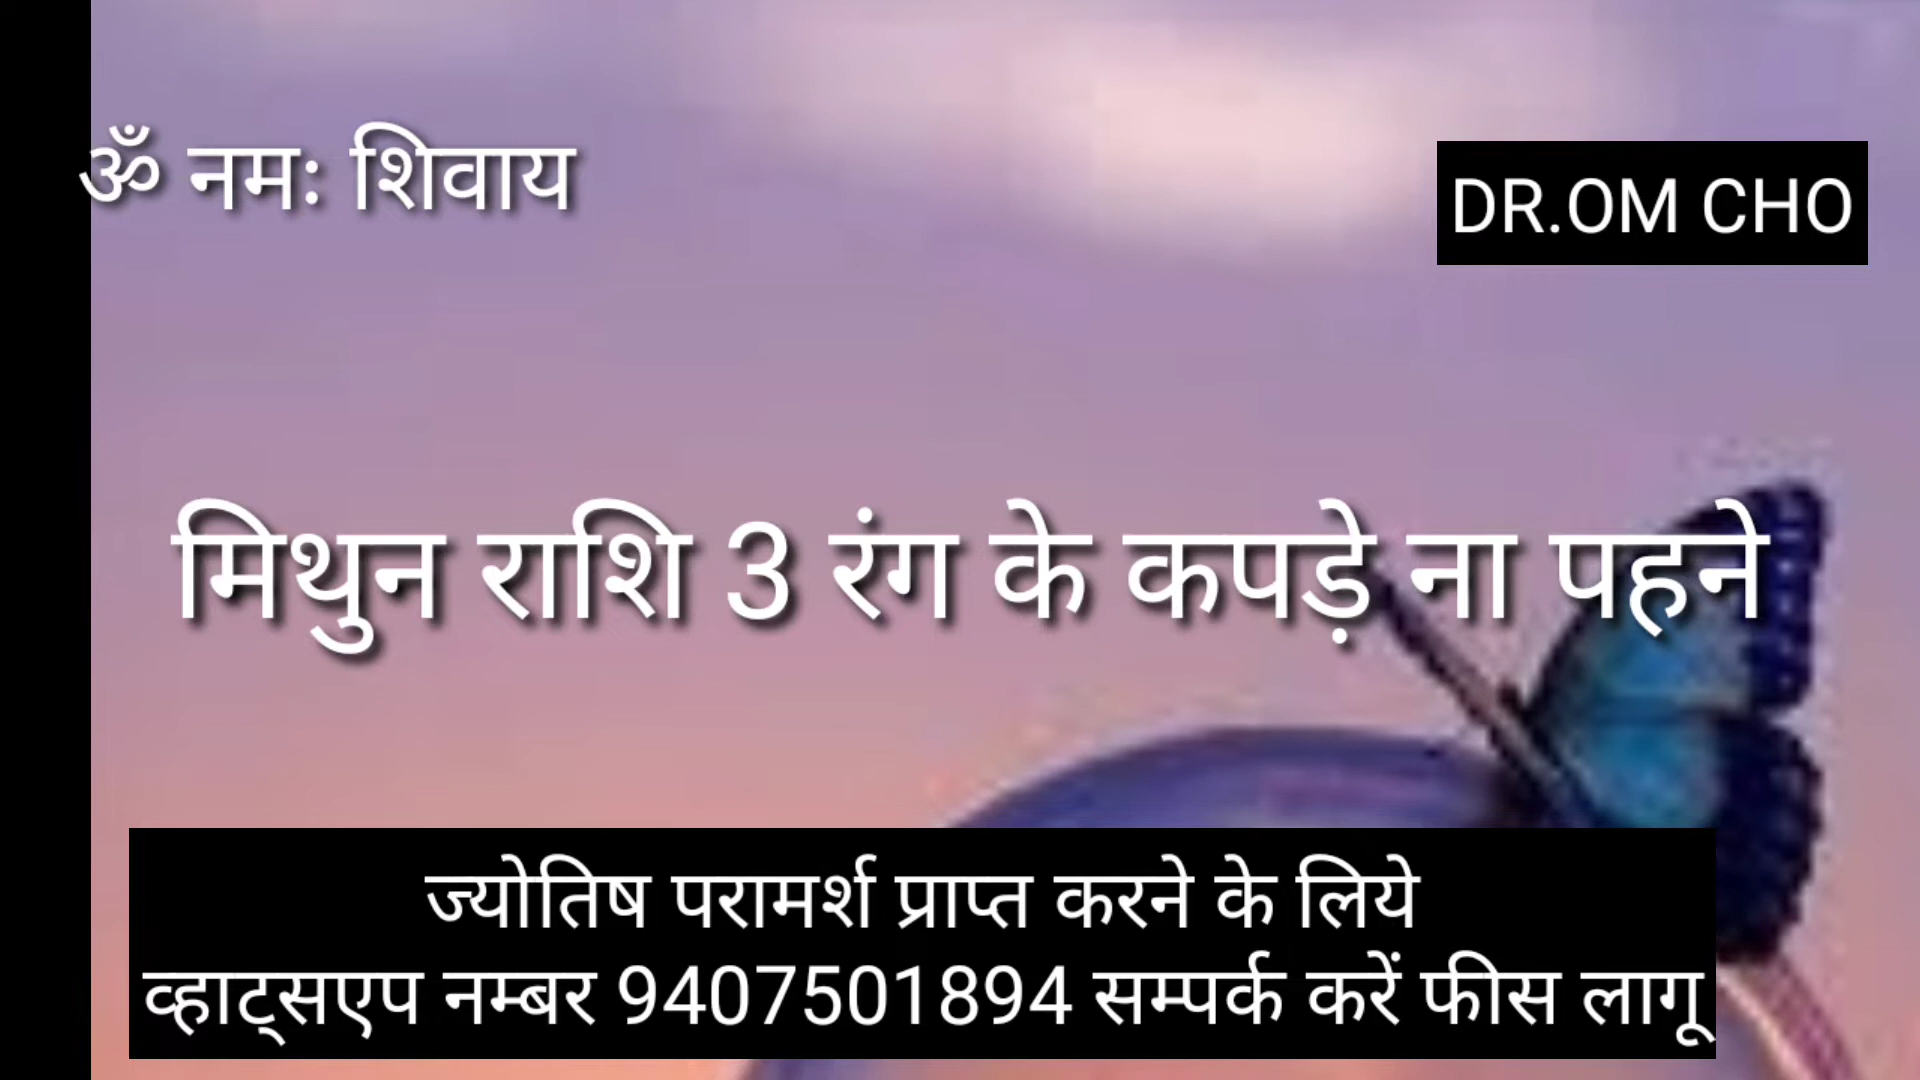 ॐ नमः शिवाय
DR.OM CHO
मिथुन राशि 3 रंग के कपड़े ना पहने
ज्योतिष परामर्श प्राप्त करने के लिये
व्हाट्सएप नम्बर 9407501894 सम्पर्क करें फीस लागू